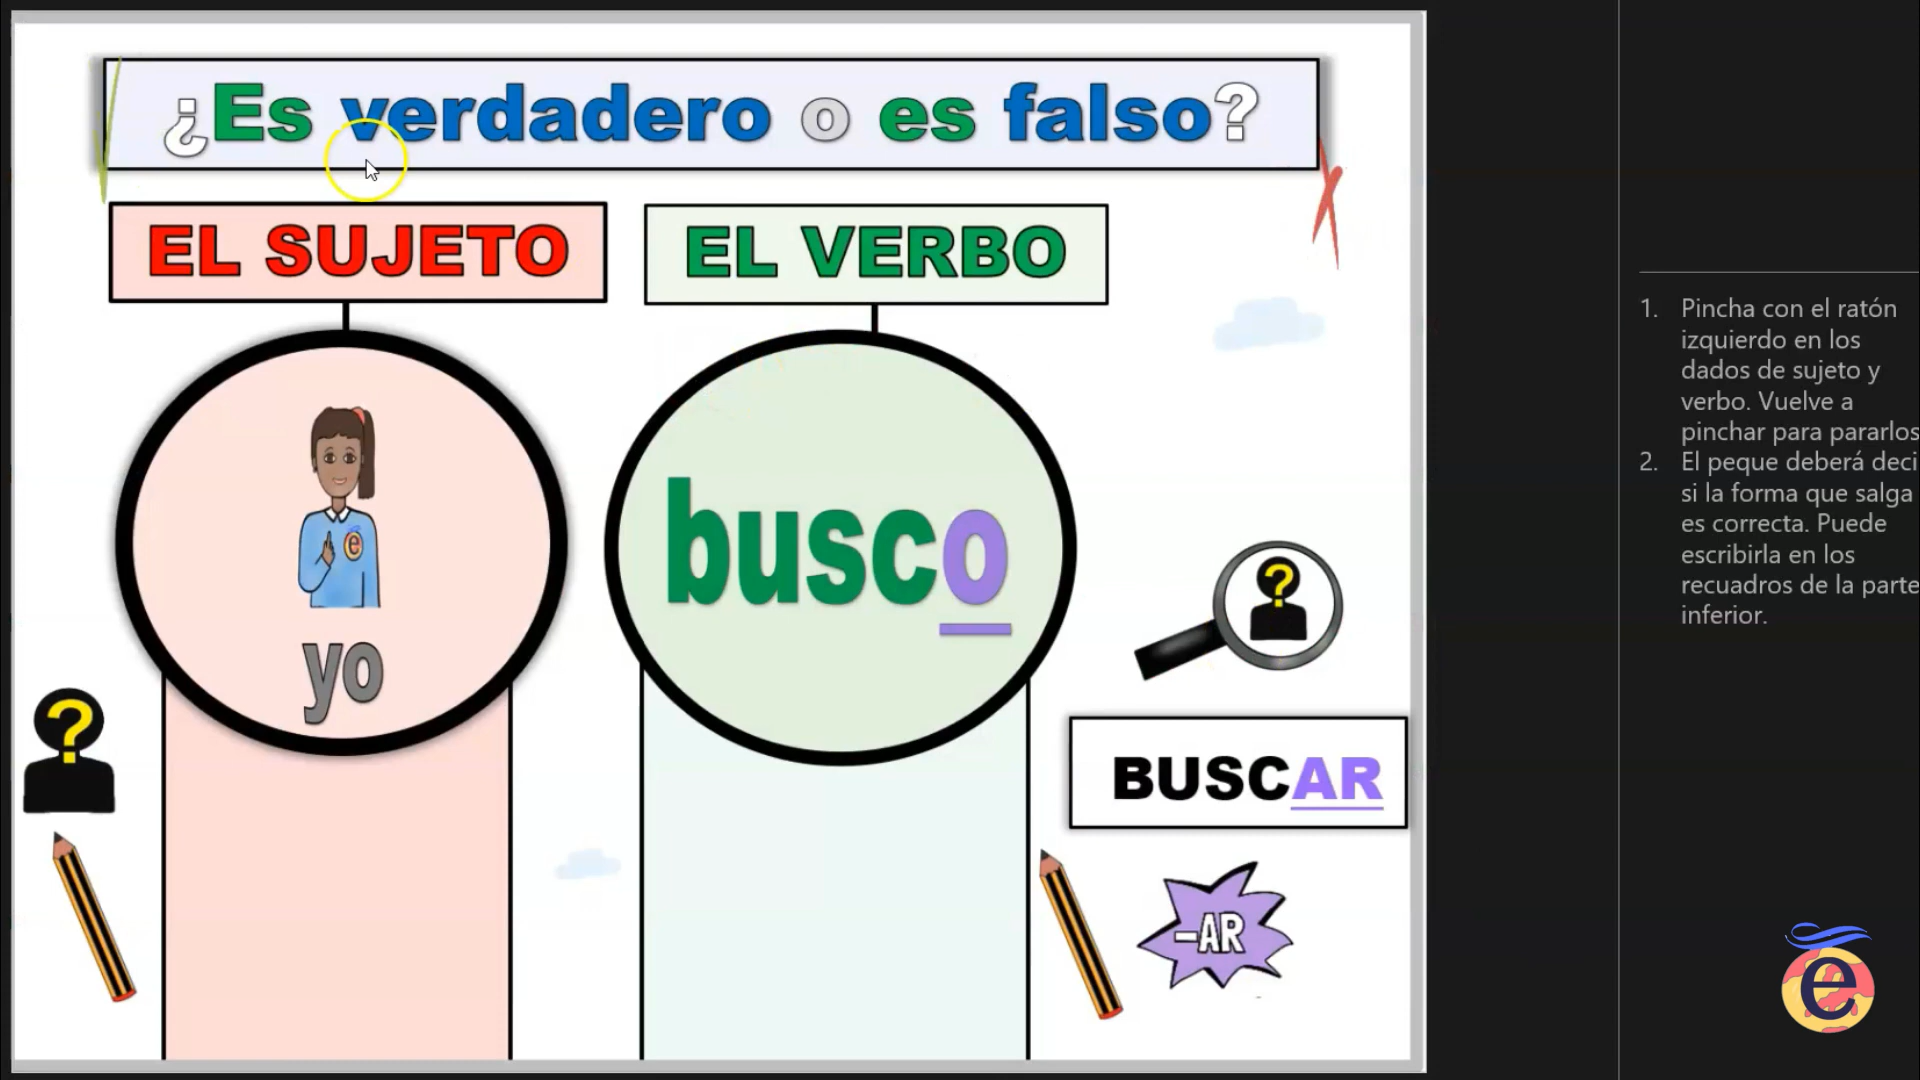 ¿Es verdadero o es falso?
EL SUJETO
EL VERBO
yo
busco
?
?
BUSCAR
-AR
e
1. Pincha con el ratón
izquierdo en los
dados de sujeto y
verbo. Vuelve a
pinchar para pararlos
2. El peque deberá deci
si la forma que salga
es correcta. Puede
escribirla en los
recuadros de la parte
inferior.
ẽ